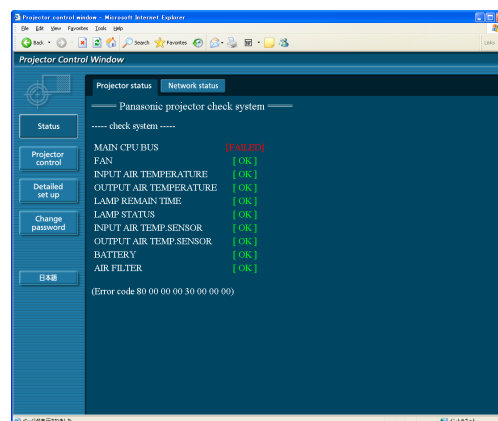 Projector control window - Microsoft Internet Explorer
File Edit View Favorites Tools Help
Back Search Favorites Links
Projector Control Window
Projector status Network status
Panasonic projector check system
Status
----- check system -----
MAIN CPU BUS [FAILED]
FAN [ OK ]
INPUT AIR TEMPERATURE [ OK ]
OUTPUT AIR TEMPERATURE [ OK ]
LAMP REMAIN TIME [ OK ]
LAMP STATUS [ OK ]
INPUT AIR TEMP.SENSOR [ OK ]
OUTPUT AIR TEMP.SENSOR [ OK ]
BATTERY [ OK ]
AIR FILTER [ OK ]
(Error code 80 00 00 00 30 00 00 00)
Projector control
Detailed set up
Change password
日本語